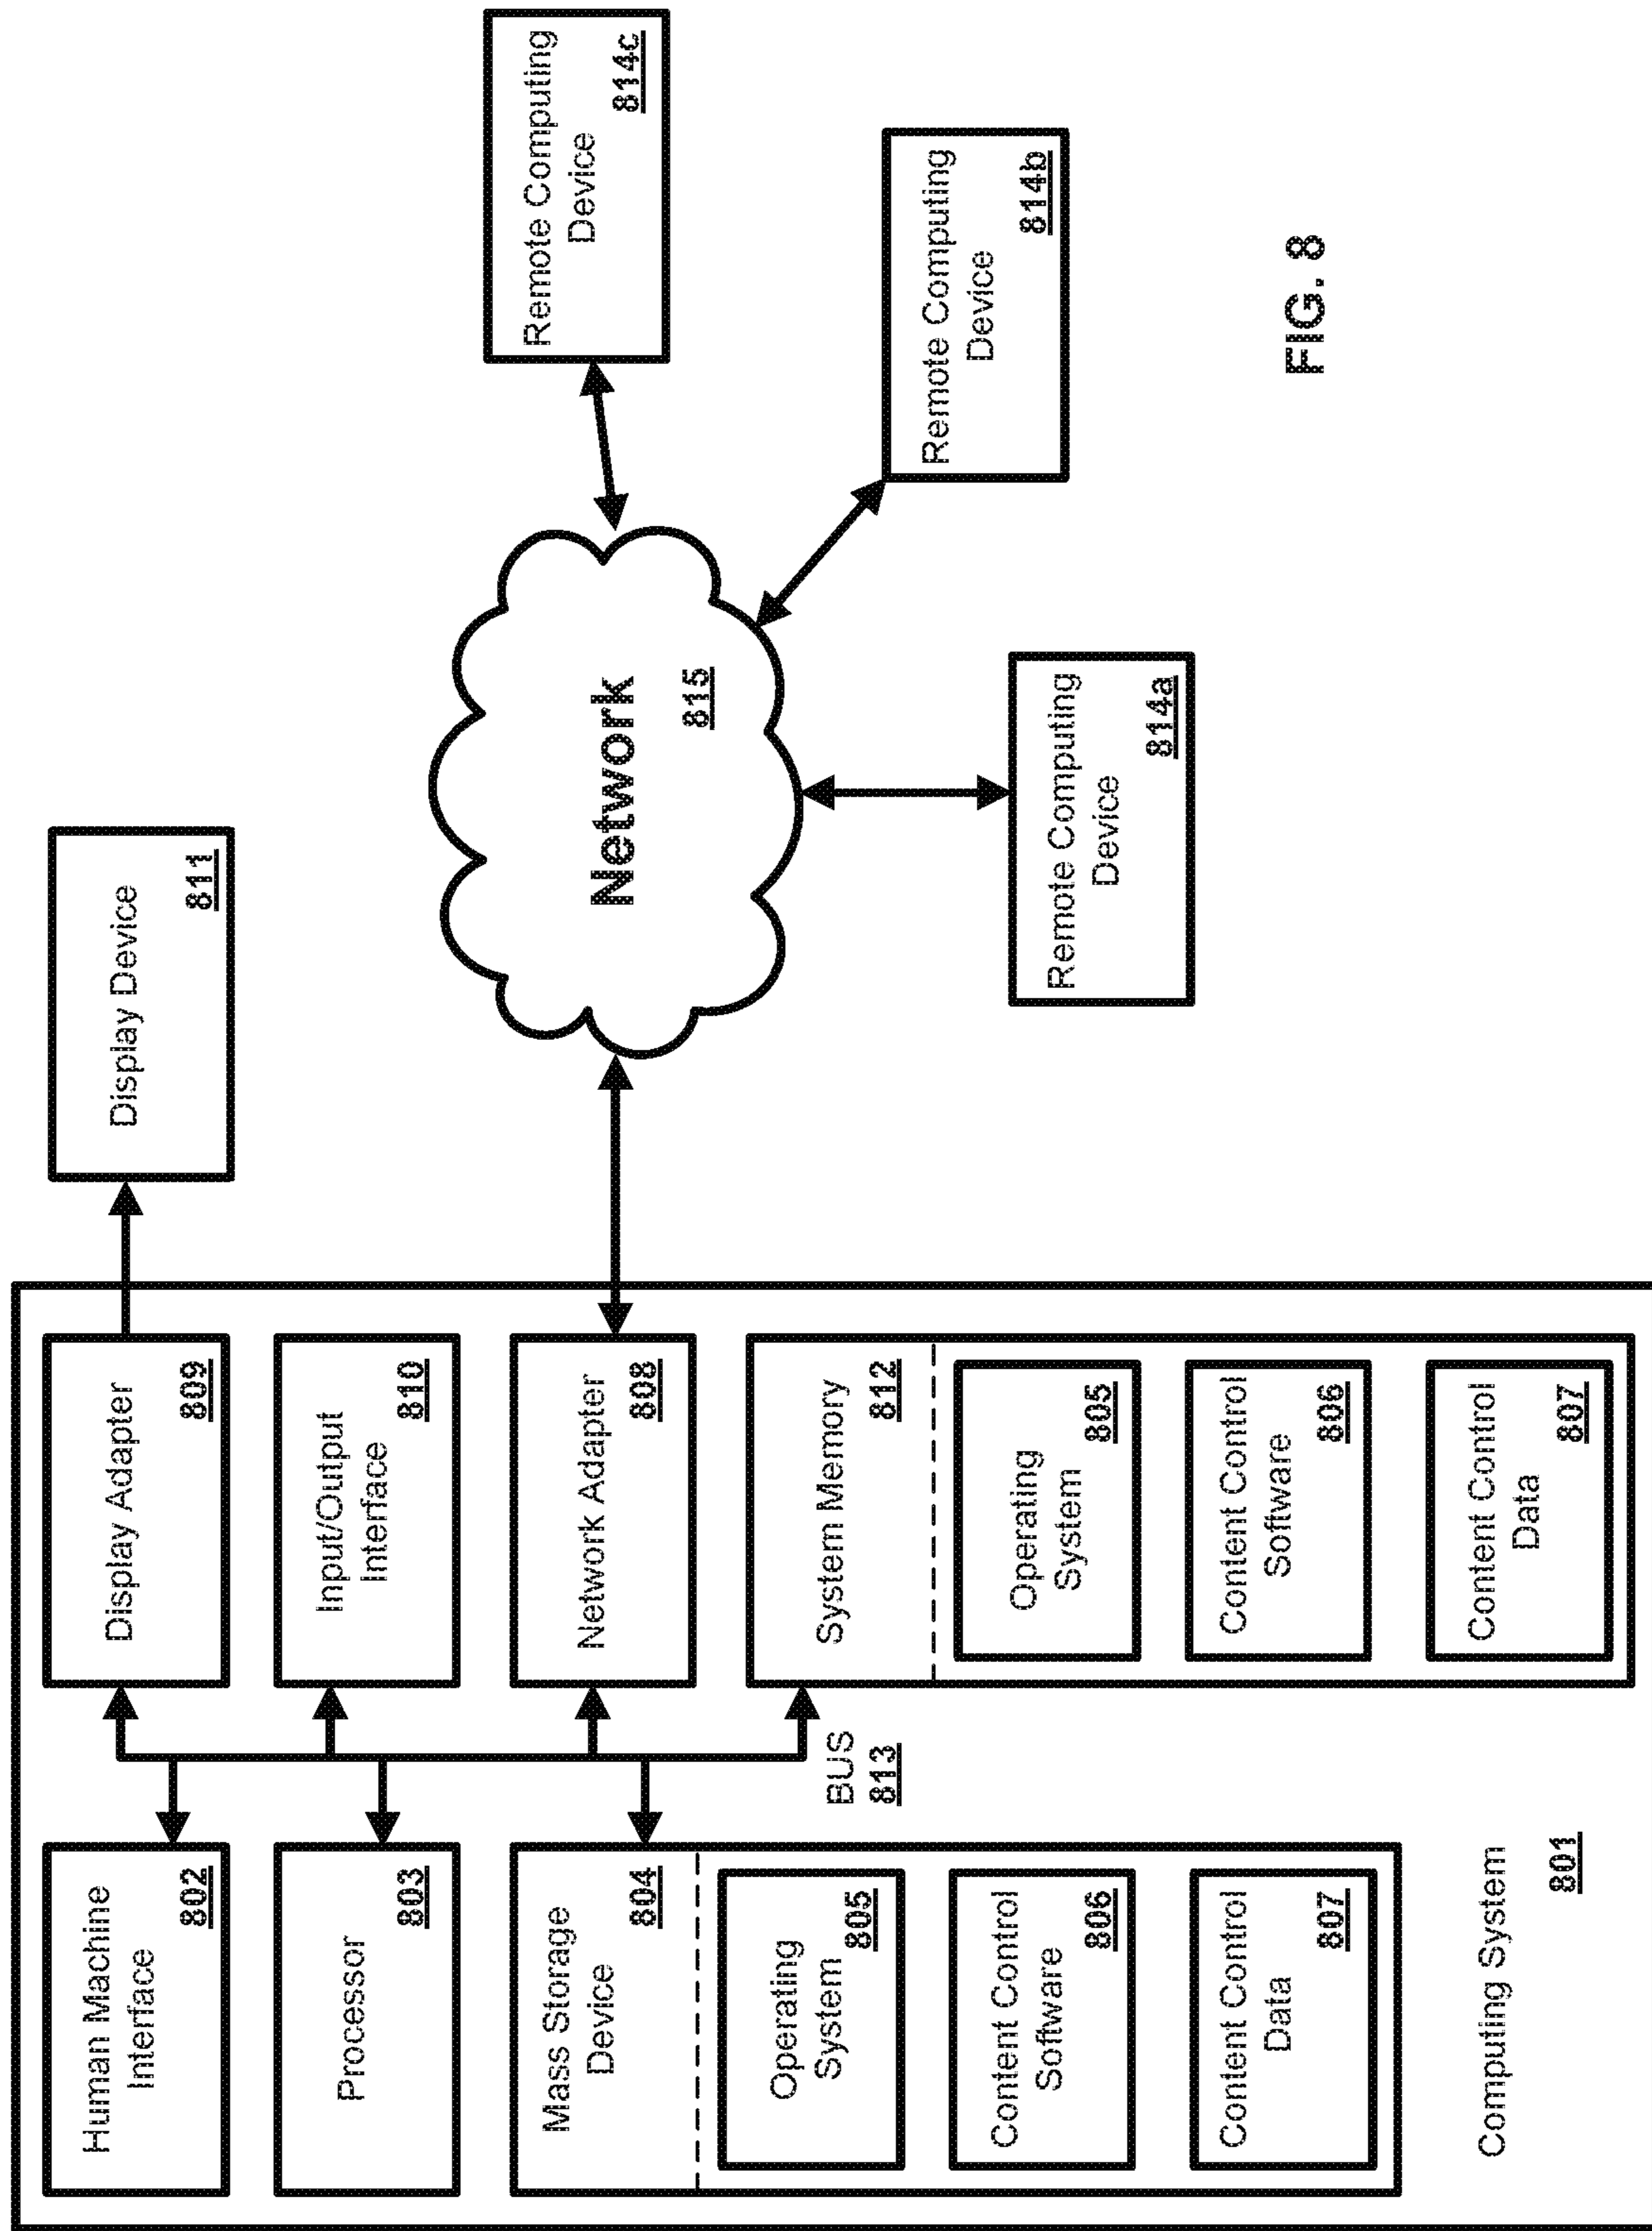 Human Machine
Interface
802
Processor
803
Mass Storage
Device
804
Operating
System
805
Content Control
Software
806
Content Control
Data
807
Computing System
801
BUS
813
Display Adapter
809
Input/Output
Interface
810
Network Adapter
808
System Memory
812
Operating
System
805
Content Control
Software
806
Content Control
Data
807
Display Device
811
Network
815
Remote Computing
Device
814a
Remote Computing
Device
814b
Remote Computing
Device
814c
FIG. 8